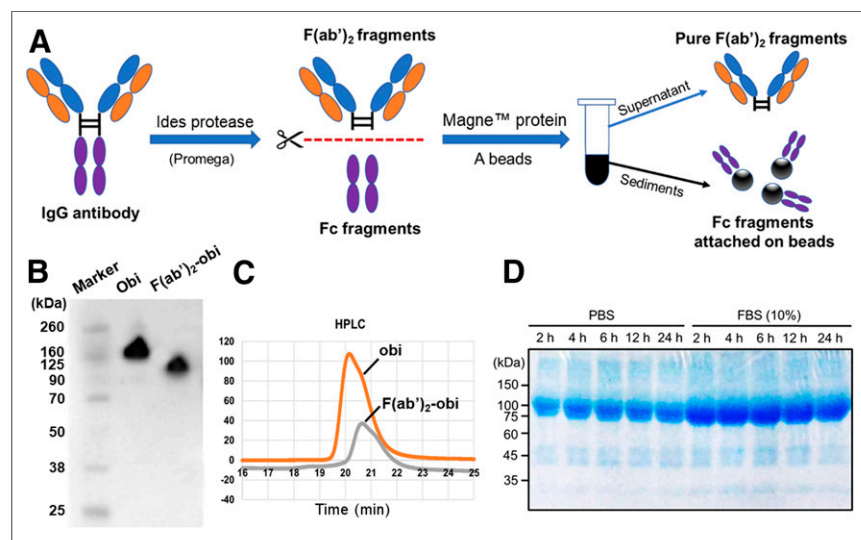 A
F(ab’)2 fragments
Pure F(ab’)2 fragments
Ides protease
(Promega)
Magne™ protein
A beads
Supernatant
Sediments
IgG antibody
Fc fragments
Fc fragments
attached on beads
B
Marker
Obi
F(ab’)2-obi
(kDa)
260
160
125
90
70
50
38
25
C
HPLC
120
100
80
60
40
20
0
-20
-40
obi
F(ab’)2-obi
16 17 18 19 20 21 22 23 24 25
Time (min)
D
PBS FBS (10%)
2 h 4 h 6 h 12 h 24 h 2 h 4 h 6 h 12 h 24 h
(kDa)
150
100
75
60
45
35